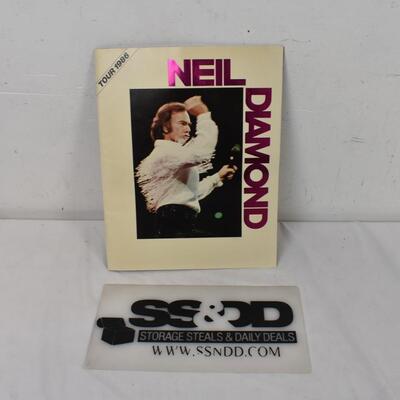 TOUR 1986
NEIL
DIAMOND
SS&DD
STORAGE STEALS & DAILY DEALS
WWW.SSNDD.COM